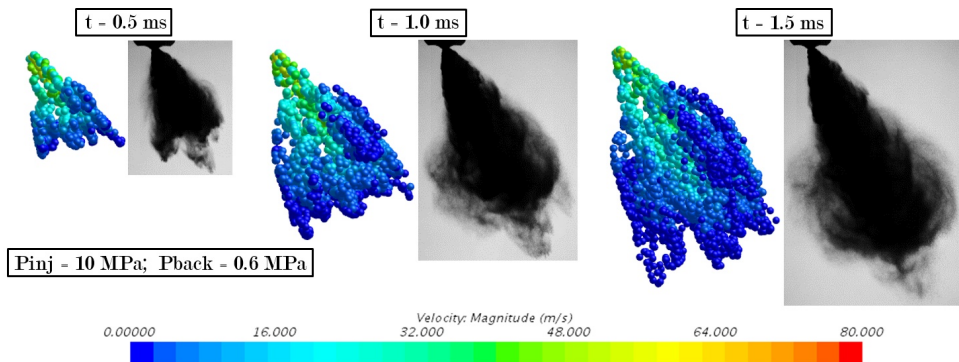 t - 0.5 ms
t - 1.0 ms
t - 1.5 ms
Pinj - 10 MPa; Pback - 0.6 MPa
Velocity: Magnitude (m/s)
0.00000 16.000 32.000 48.000 64.000 80.000